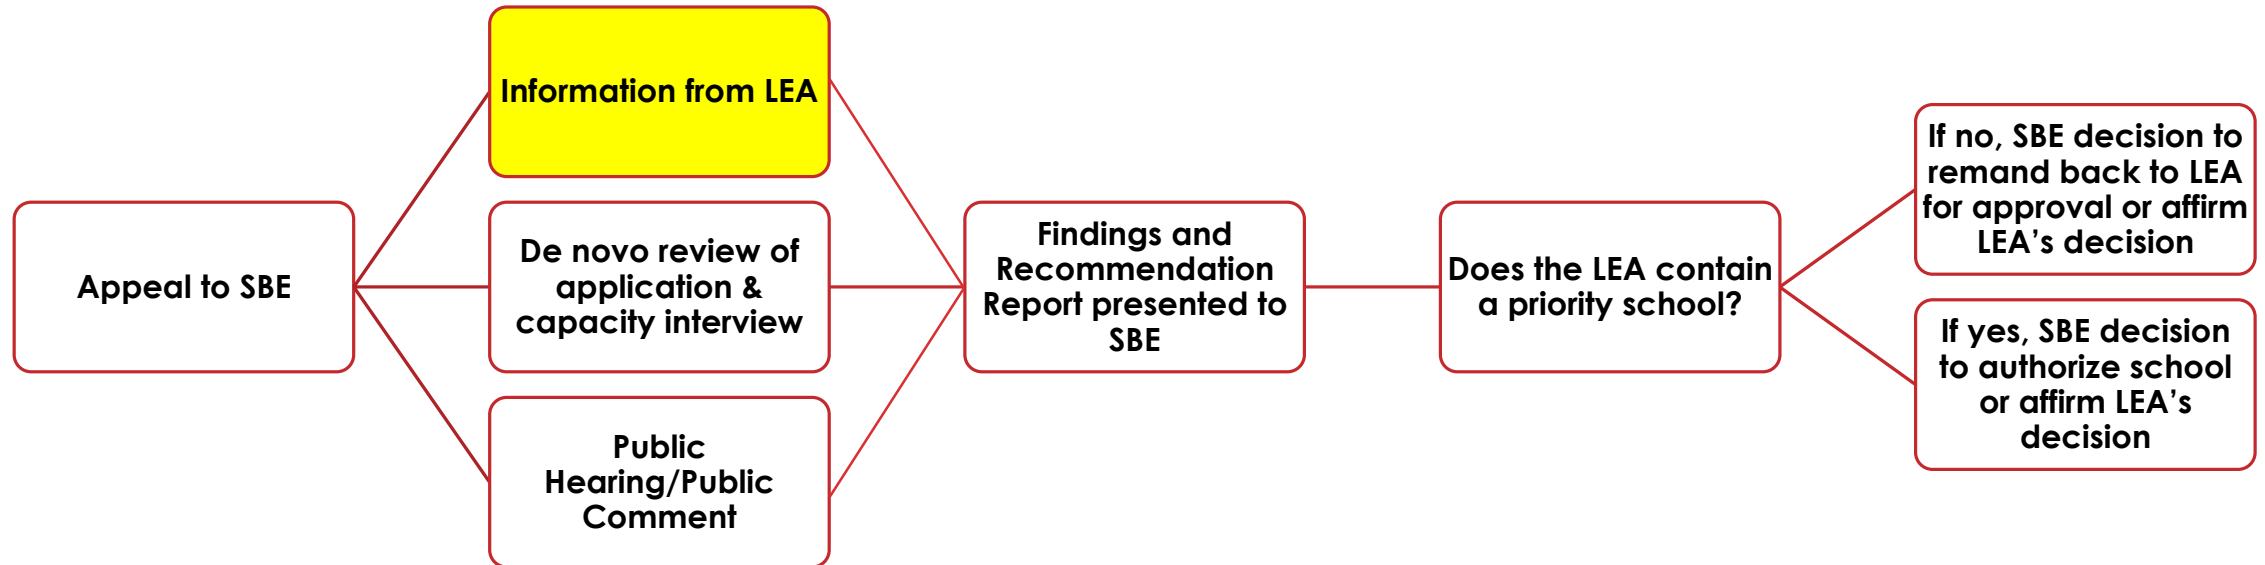 Appeal to SBE
Information from LEA
De novo review of
application &
capacity interview
Public
Hearing/Public
Comment
Findings and
Recommendation
Report presented to
SBE
Does the LEA contain
a priority school?
If no, SBE decision to
remand back to LEA
for approval or affirm
LEA’s decision
If yes, SBE decision
to authorize school
or affirm LEA’s
decision